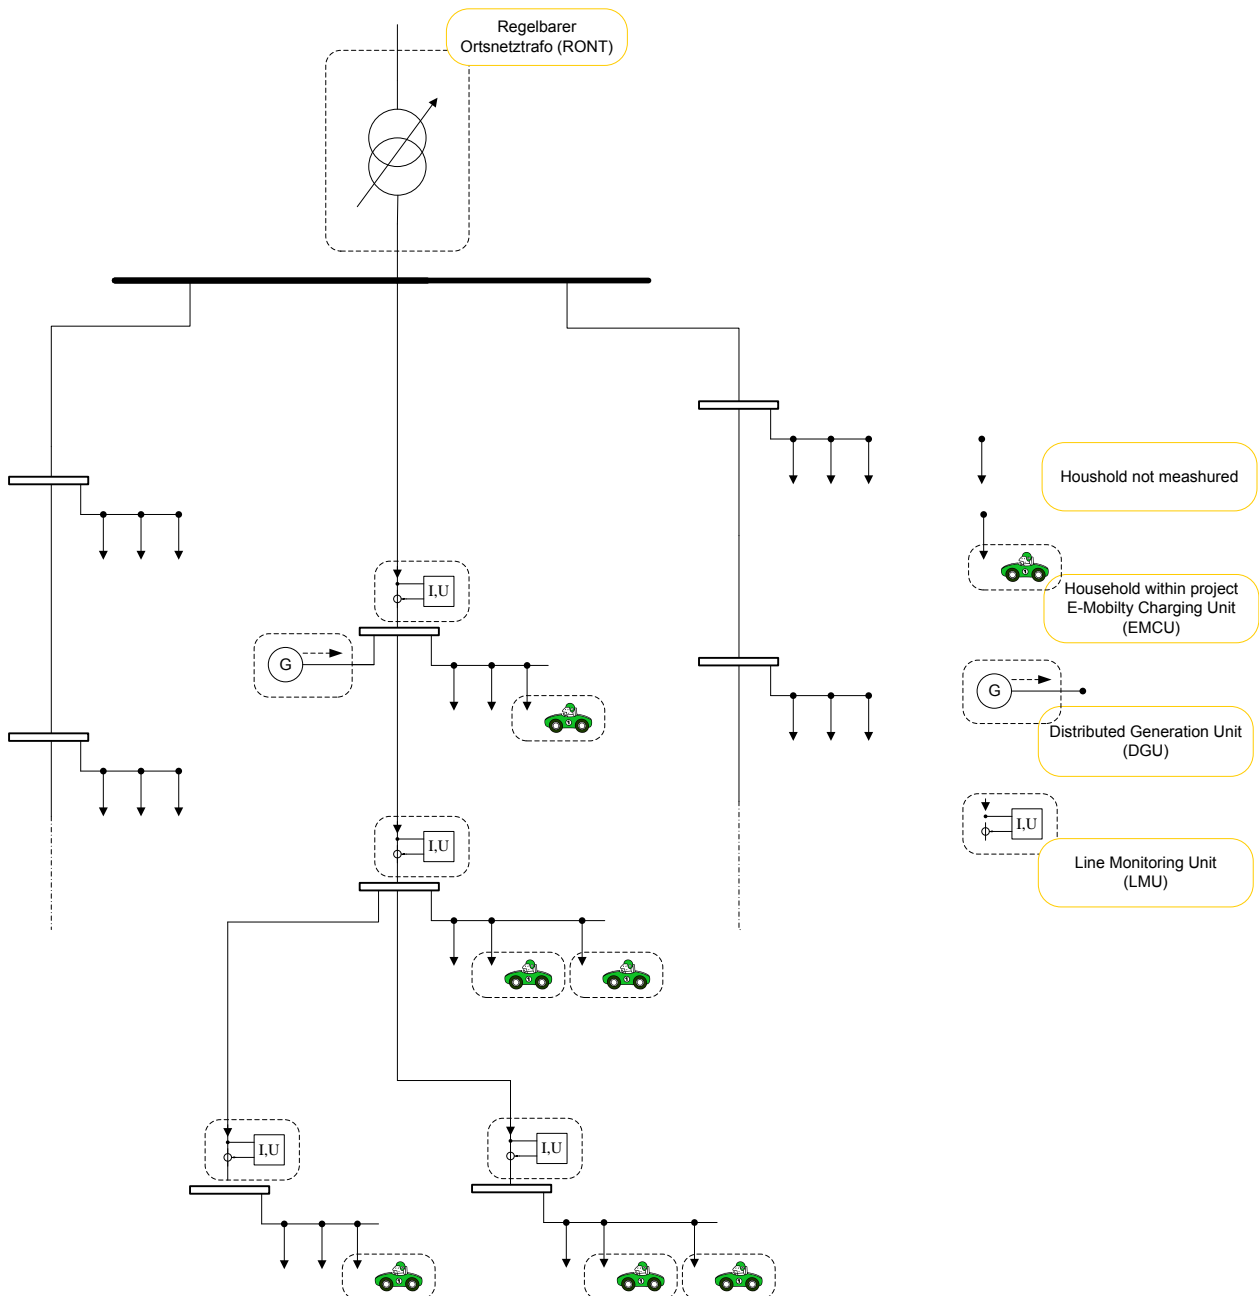 Regelbarer
Ortsnetztrafo (RONT)
Houshold not meashured
Household within project
E-Mobilty Charging Unit
(EMCU)
I,U
G
G
Distributed Generation Unit
(DGU)
I,U
I,U
Line Monitoring Unit
(LMU)
I,U
I,U